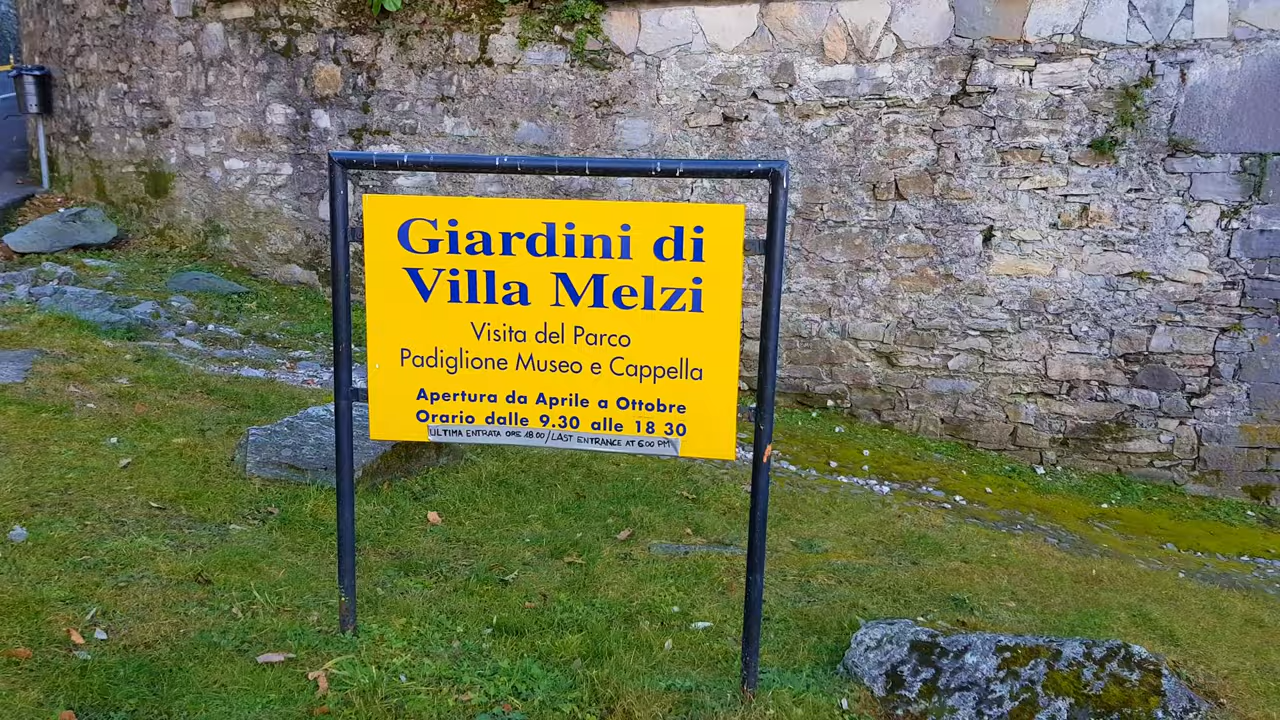 Giardini di
Villa Melzi
Visita del Parco
Padiglione Museo e Cappella
Apertura da Aprile a Ottobre
Orario dalle 9.30 alle 18 30
ULTIMA ENTRATA ORE 18:00/LAST ENTRANCE AT 6:00 PM